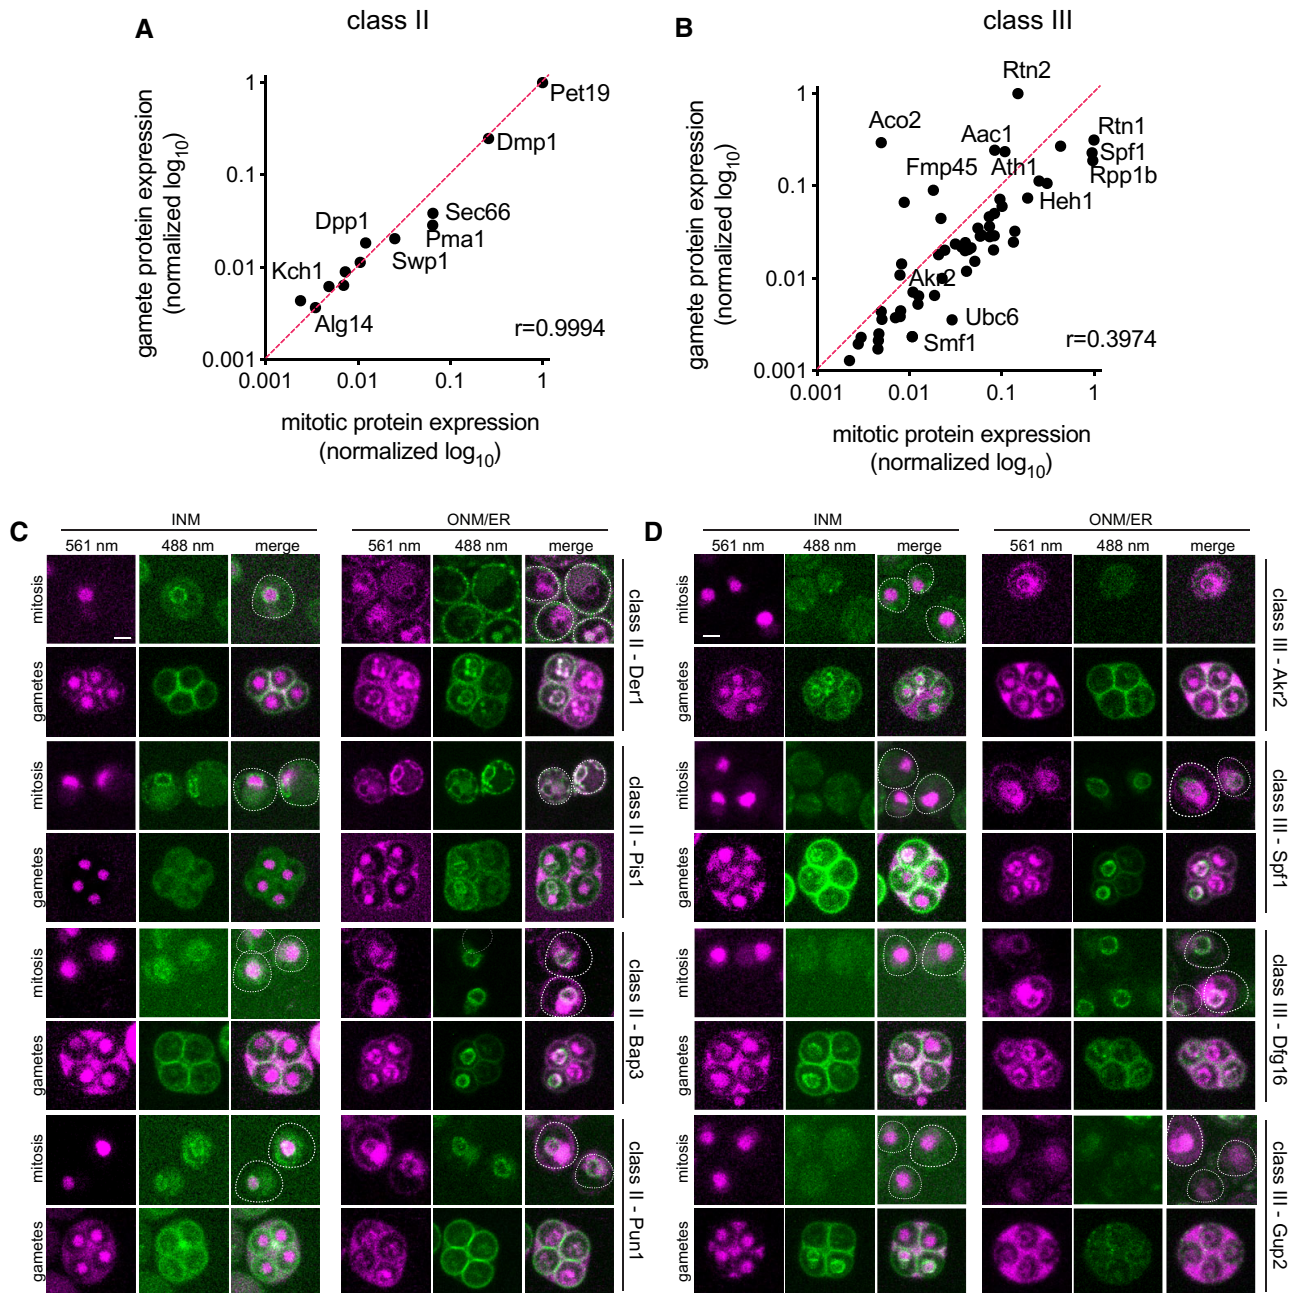 A
class II
gamete protein expression
(normalized log10)
1
0.1
0.01
0.001
0.001
0.01
0.1
1
Pet19
Dmp1
Dpp1
Sec66
Pma1
Swp1
Kch1
Alg14
r=0.9994
mitotic protein expression
(normalized log10)
B
class III
gamete protein expression
(normalized log10)
1
0.1
0.01
0.001
0.001
0.01
0.1
1
Rtn2
Aco2
Aac1
Rtn1
Ath1
Spf1
Fmp45
Rpp1b
Heh1
Akr2
Ubc6
Smf1
r=0.3974
mitotic protein expression
(normalized log10)
C
INM
ONM/ER
561 nm
488 nm
merge
561 nm
488 nm
merge
mitosis
gametes
class II - Der1
mitosis
gametes
class II - Pis1
mitosis
gametes
class II - Bap3
mitosis
gametes
class II - Pun1
D
INM
ONM/ER
561 nm
488 nm
merge
561 nm
488 nm
merge
mitosis
gametes
class III - Akr2
mitosis
gametes
class III - Spf1
mitosis
gametes
class III - Dfg16
mitosis
gametes
class III - Gup2